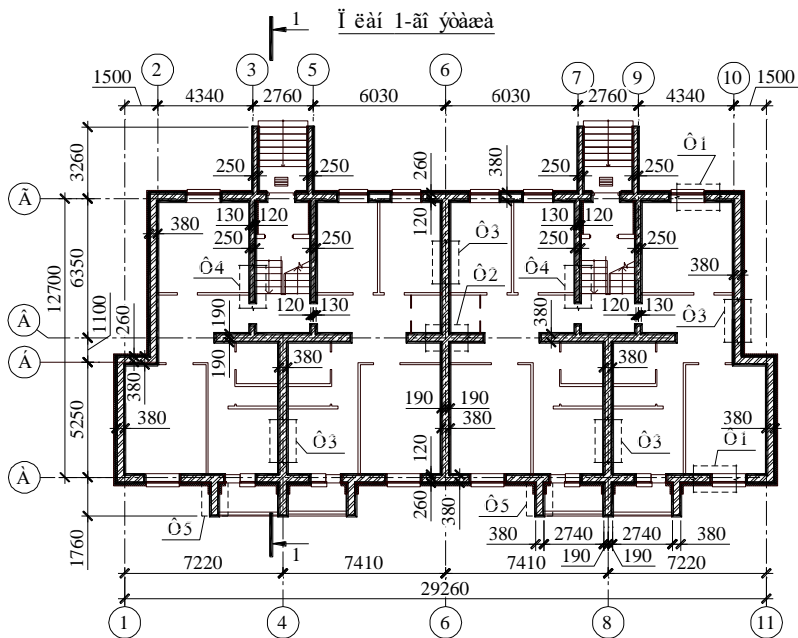 1
Ï ëàí 1-ãî ýòàæà
2 3 5 6 7 9 10
1500 4340 2760 6030 6030 2760 4340 1500
3260
250 250 260 380 250 250 Ô1
Ã
380 130 120 120 130 120
250 250 Ô3 250 250
12700 6350 Ô4 Ô2 Ô4 380
120 130 120 130 Ô3
Â
1100 260 190 380
Á
380 190 380 380
190 190
5250 380 380 380
Ô3 120 Ô3 Ô1
À
260 380
1760 Ô5 Ô5
380 2740 2740 380
1 190 190
7220 7410 7410 7220
29260
1 4 6 8 11